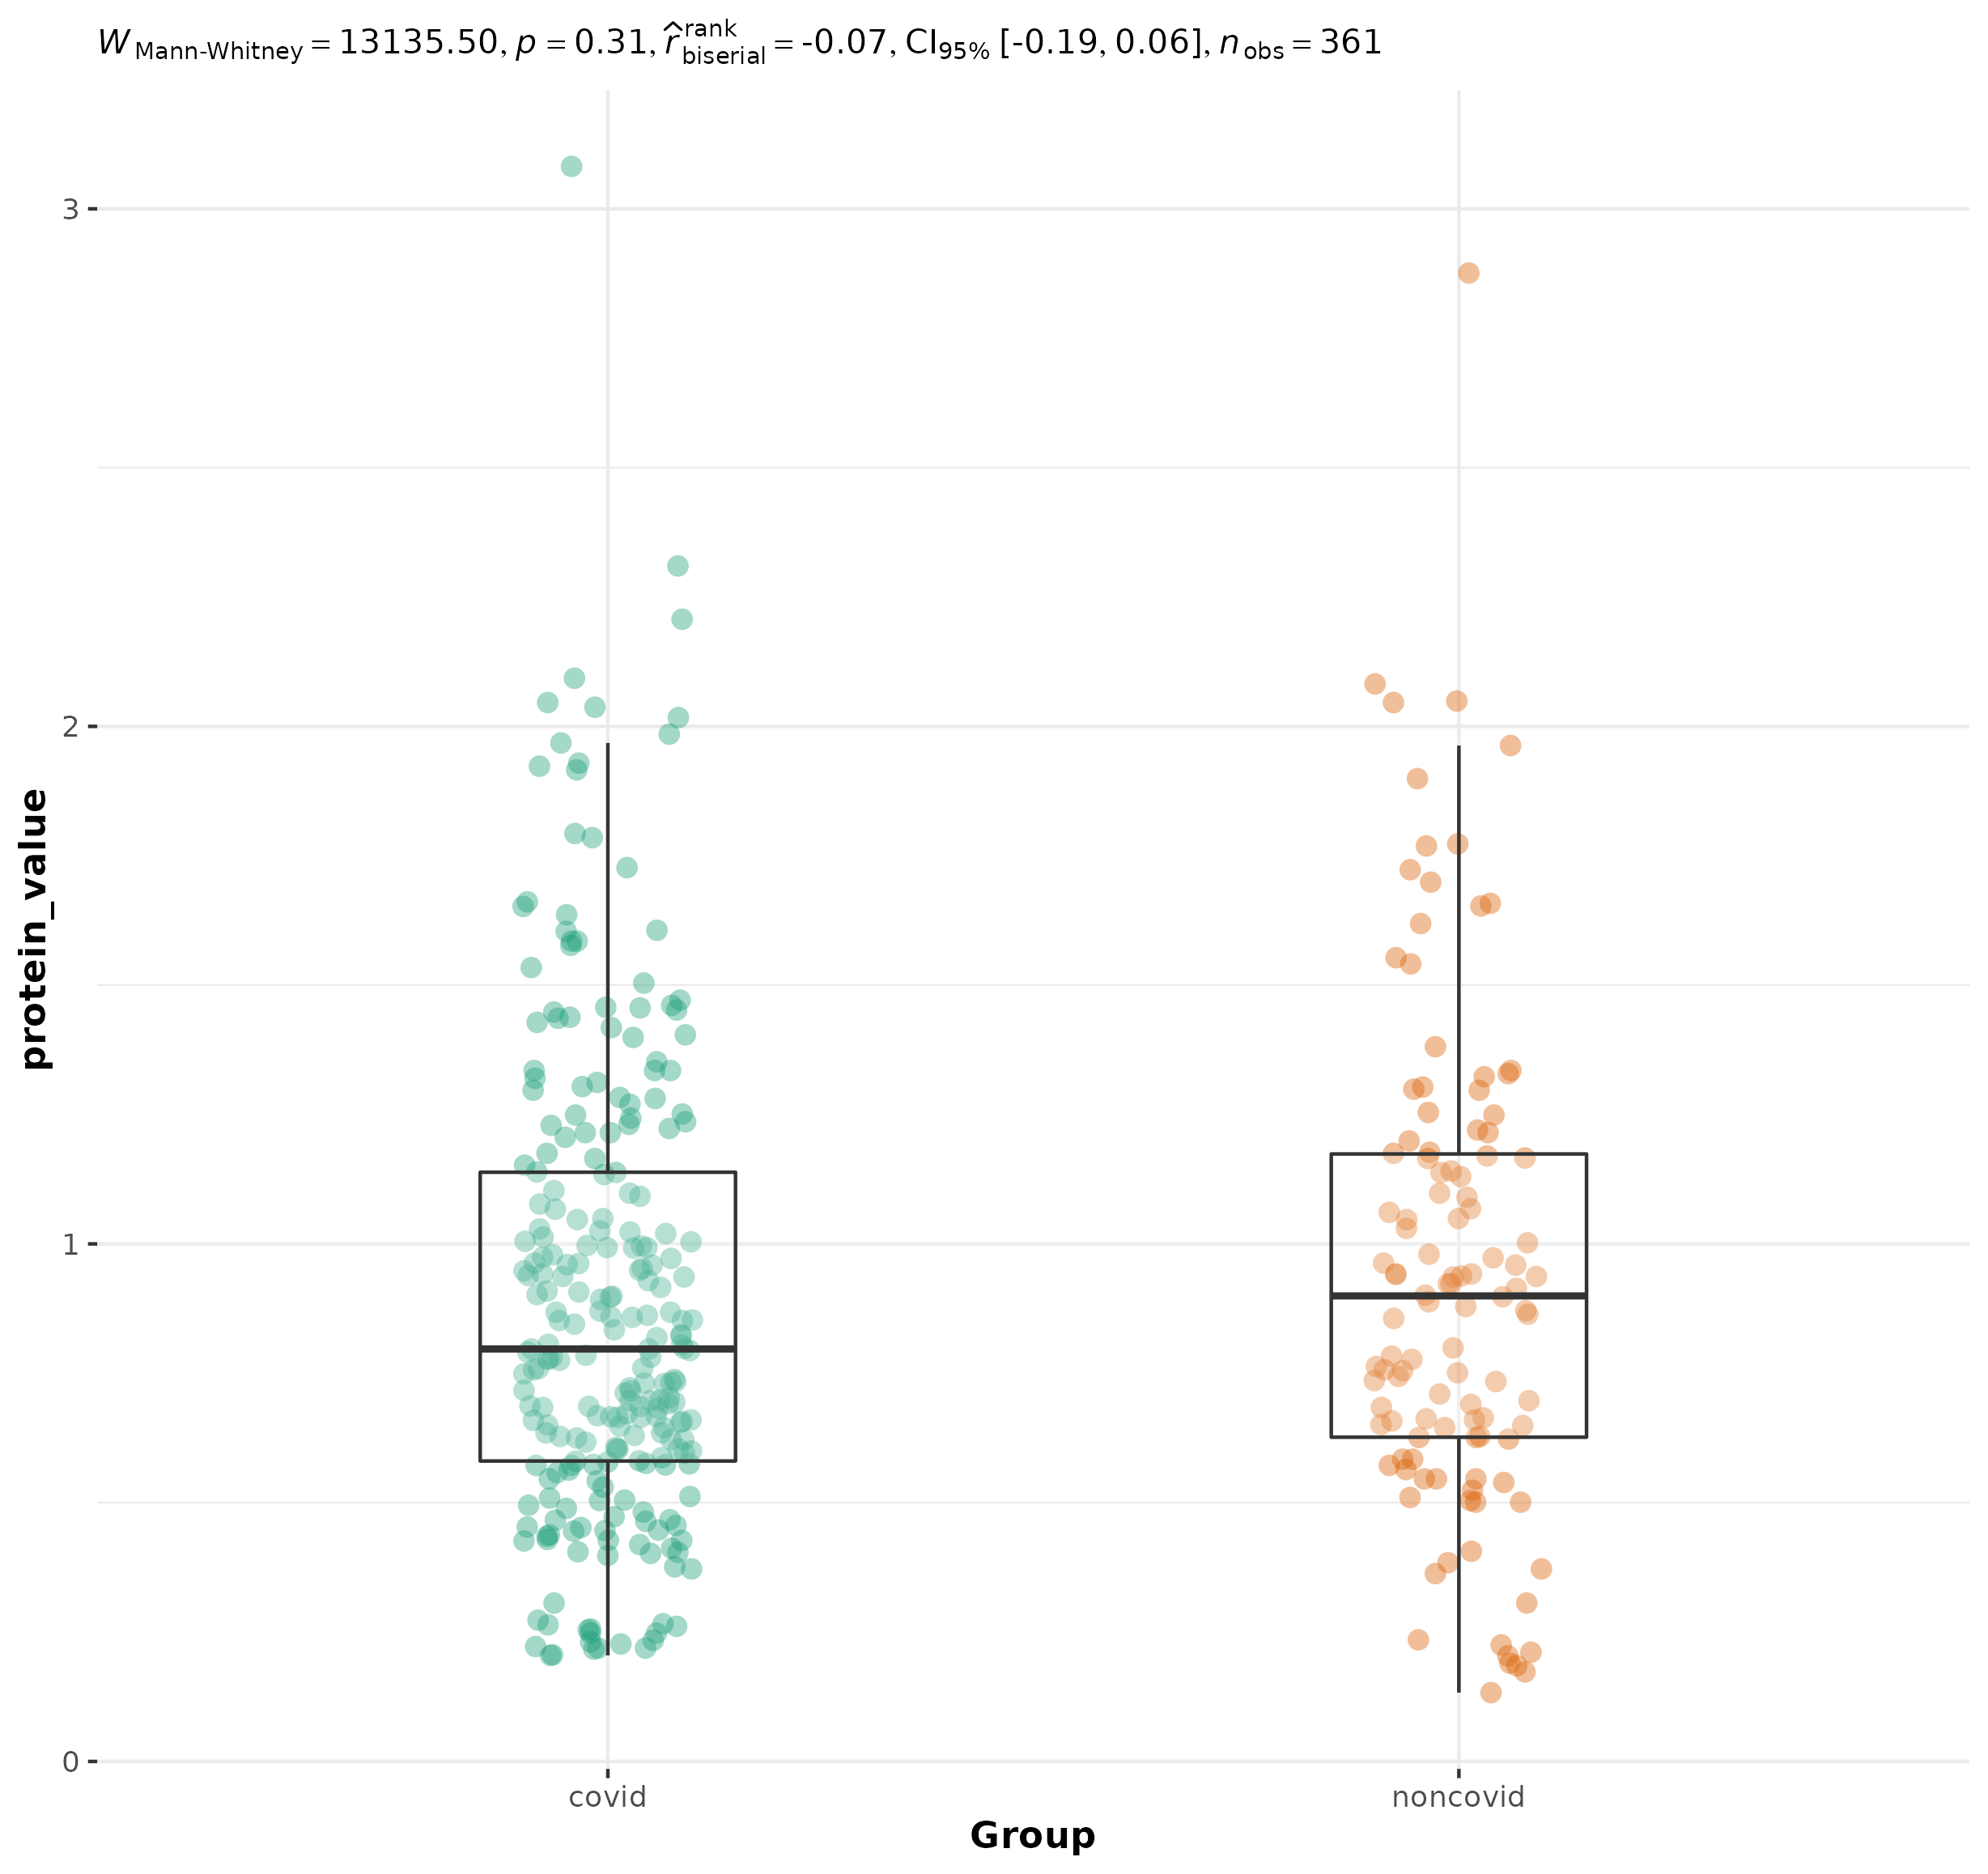 W Mann-Whitney = 13135.50, p = 0.31, r̂ rank biserial = -0.07, CI95% [-0.19, 0.06], n obs = 361
3
2
1
0
protein_value
covid noncovid
Group